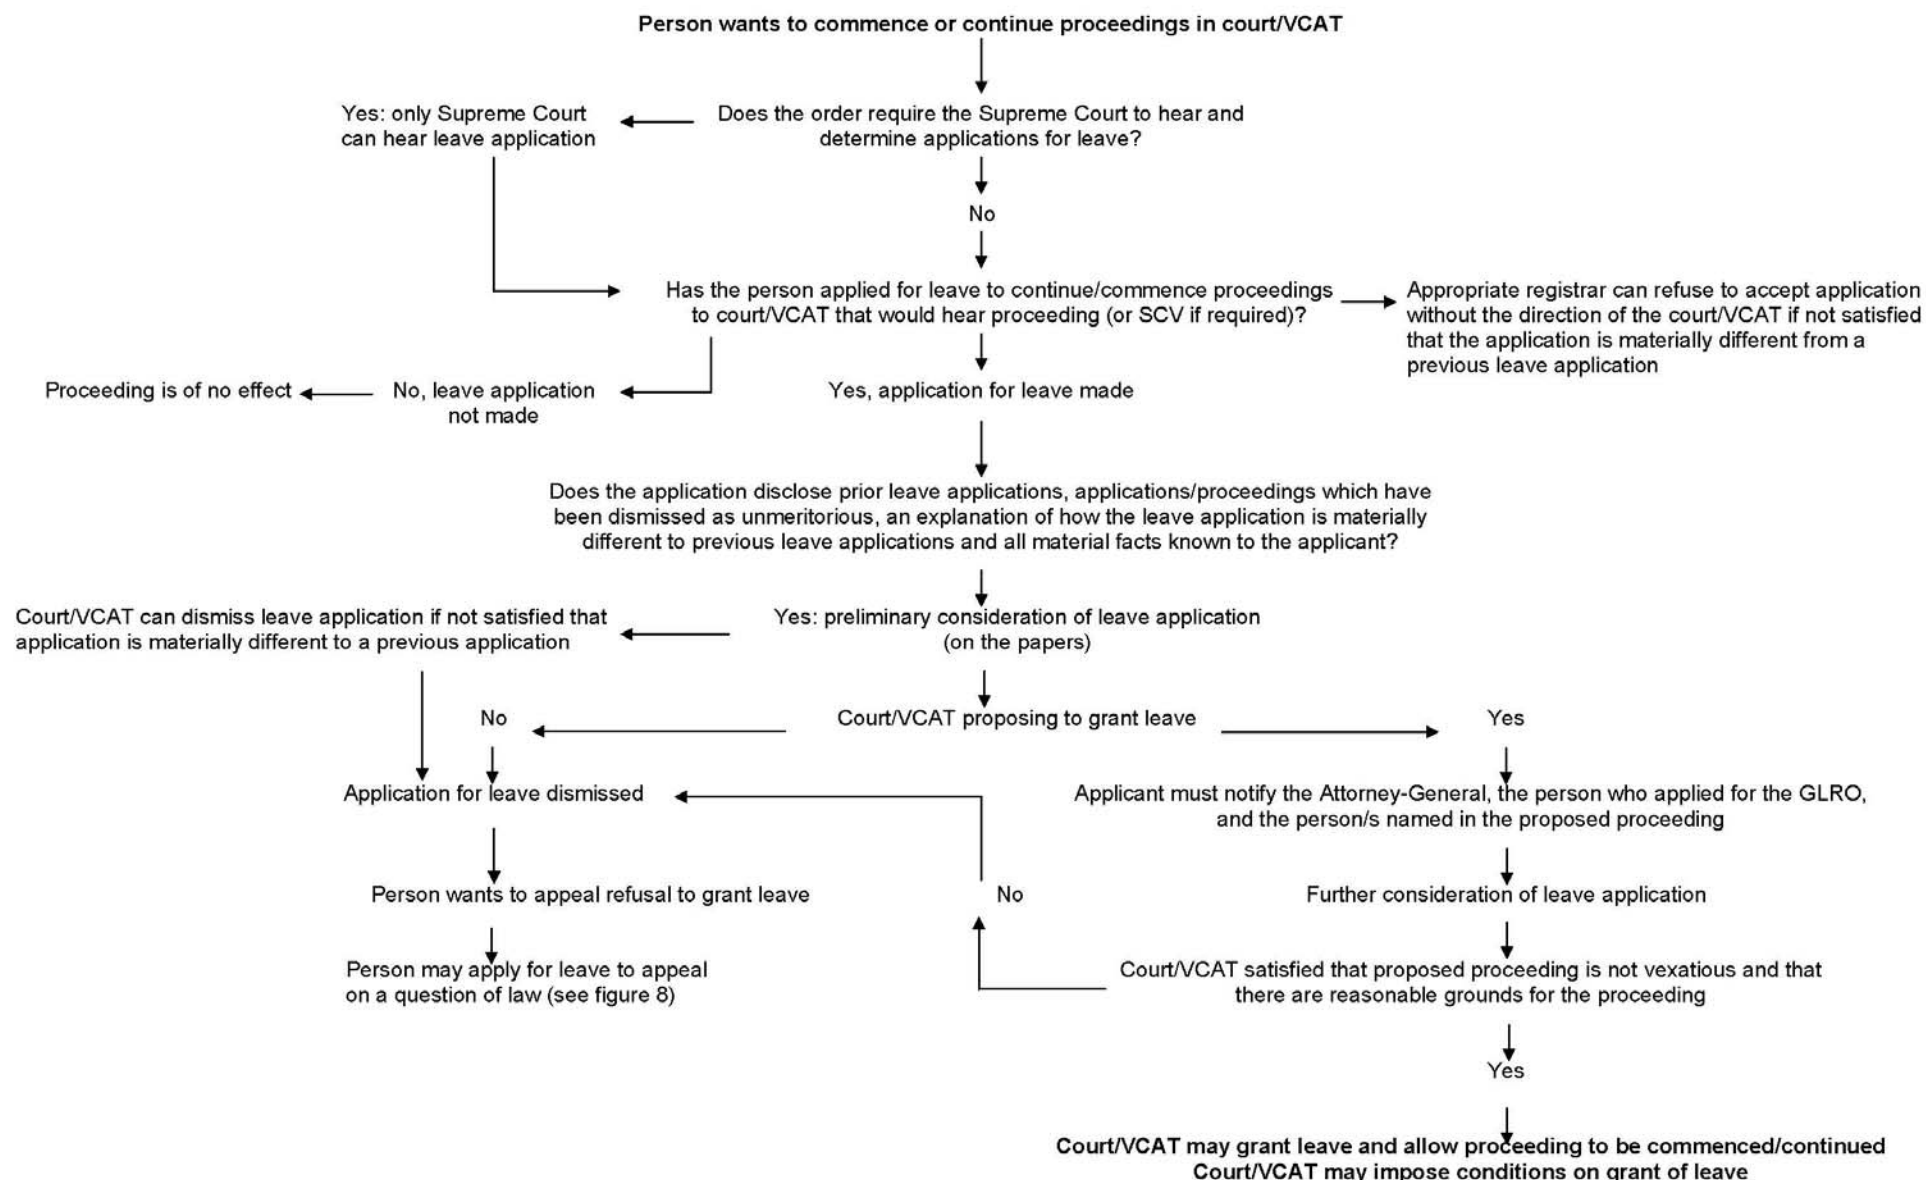 Person wants to commence or continue proceedings in court/VCAT
Yes: only Supreme Court
can hear leave application
Does the order require the Supreme Court to hear and
determine applications for leave?
No
Has the person applied for leave to continue/commence proceedings
to court/VCAT that would hear proceeding (or SCV if required)?
Appropriate registrar can refuse to accept application
without the direction of the court/VCAT if not satisfied
that the application is materially different from a
previous leave application
Proceeding is of no effect
No, leave application
not made
Yes, application for leave made
Does the application disclose prior leave applications, applications/proceedings which have
been dismissed as unmeritorious, an explanation of how the leave application is materially
different to previous leave applications and all material facts known to the applicant?
Court/VCAT can dismiss leave application if not satisfied that
application is materially different to a previous application
Yes: preliminary consideration of leave application
(on the papers)
No
Court/VCAT proposing to grant leave
Yes
Application for leave dismissed
Applicant must notify the Attorney-General, the person who applied for the GLRO,
and the person/s named in the proposed proceeding
Person wants to appeal refusal to grant leave
No
Further consideration of leave application
Person may apply for leave to appeal
on a question of law (see figure 8)
Court/VCAT satisfied that proposed proceeding is not vexatious and that
there are reasonable grounds for the proceeding
Yes
Court/VCAT may grant leave and allow proceeding to be commenced/continued
Court/VCAT may impose conditions on grant of leave